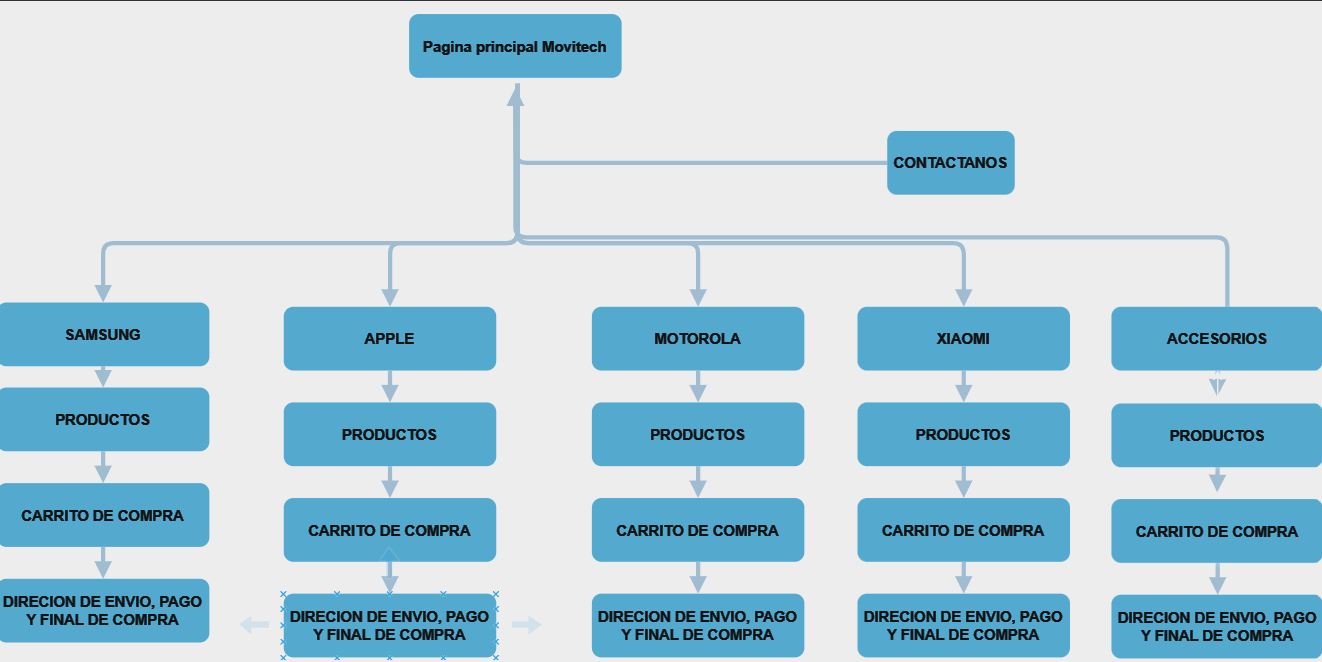 Pagina principal Movitech
CONTACTANOS
SAMSUNG
APPLE
MOTOROLA
XIAOMI
ACCESORIOS
PRODUCTOS
PRODUCTOS
PRODUCTOS
PRODUCTOS
PRODUCTOS
CARRITO DE COMPRA
CARRITO DE COMPRA
CARRITO DE COMPRA
CARRITO DE COMPRA
CARRITO DE COMPRA
DIRECION DE ENVIO, PAGO
Y FINAL DE COMPRA
DIRECION DE ENVIO, PAGO
Y FINAL DE COMPRA
DIRECION DE ENVIO, PAGO
Y FINAL DE COMPRA
DIRECION DE ENVIO, PAGO
Y FINAL DE COMPRA
DIRECION DE ENVIO, PAGO
Y FINAL DE COMPRA